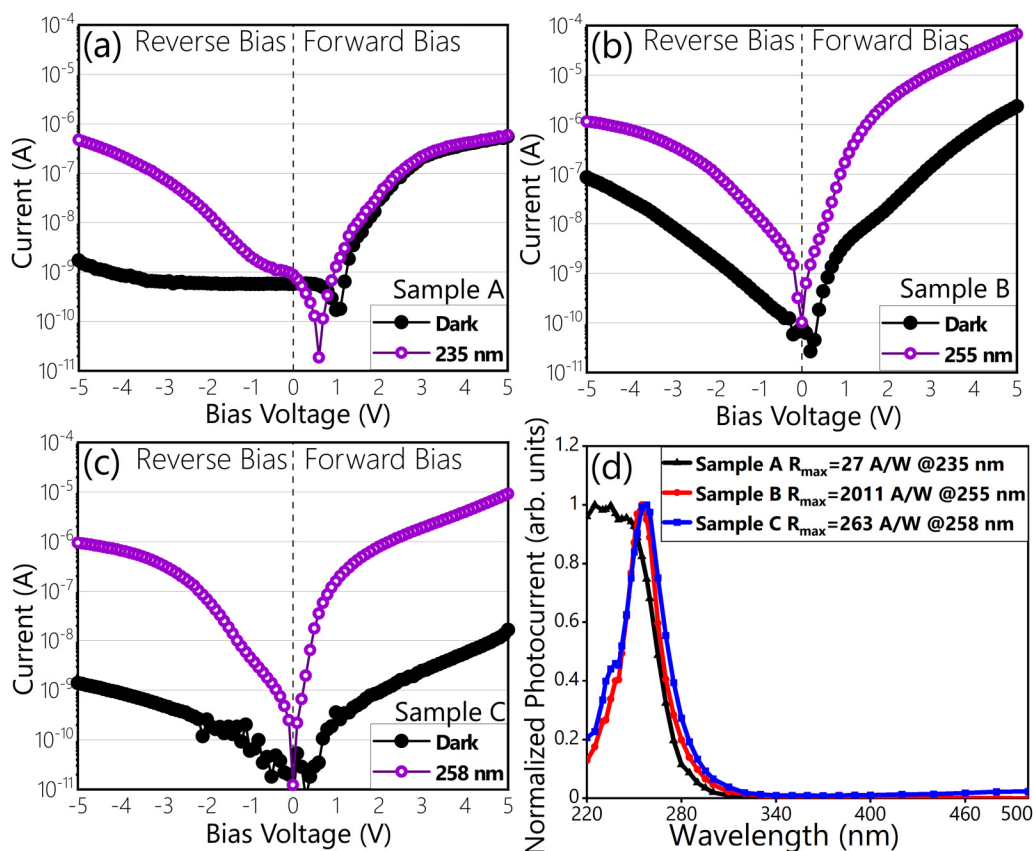 (a) Reverse Bias Forward Bias
10⁻⁴
10⁻⁵
10⁻⁶
10⁻⁷
10⁻⁸
10⁻⁹
10⁻¹⁰
10⁻¹¹
Current (A)
Sample A
Dark
235 nm
-5 -4 -3 -2 -1 0 1 2 3 4 5
Bias Voltage (V)
(b) Reverse Bias Forward Bias
10⁻⁴
10⁻⁵
10⁻⁶
10⁻⁷
10⁻⁸
10⁻⁹
10⁻¹⁰
10⁻¹¹
Current (A)
Sample B
Dark
255 nm
-5 -4 -3 -2 -1 0 1 2 3 4 5
Bias Voltage (V)
(c) Reverse Bias Forward Bias
10⁻⁴
10⁻⁵
10⁻⁶
10⁻⁷
10⁻⁸
10⁻⁹
10⁻¹⁰
10⁻¹¹
Current (A)
Sample C
Dark
258 nm
-5 -4 -3 -2 -1 0 1 2 3 4 5
Bias Voltage (V)
(d)
Sample A Rmax=27 A/W @235 nm
Sample B Rmax=2011 A/W @255 nm
Sample C Rmax=263 A/W @258 nm
1.2
1
0.8
0.6
0.4
0.2
0
Normalized Photocurrent (arb. units)
220 280 340 400 460 500
Wavelength (nm)